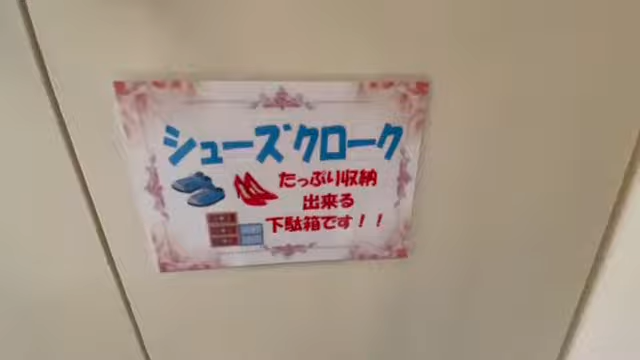 シューズクローク
たっぷり収納
出来る
下駄箱です！！